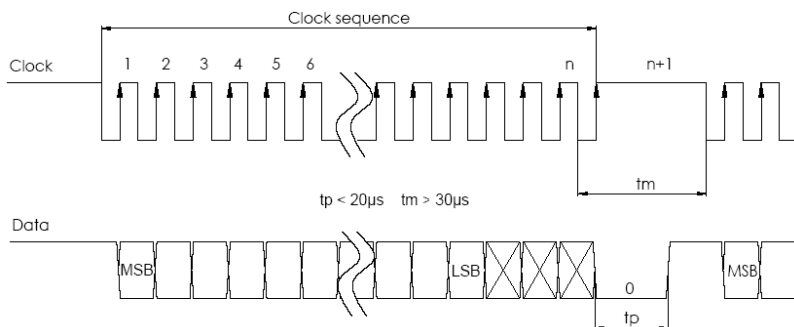 Clock sequence
Clock 1 2 3 4 5 6 n n+1
tm
tp < 20µs tm > 30µs
Data
MSB LSB 0 MSB
tp